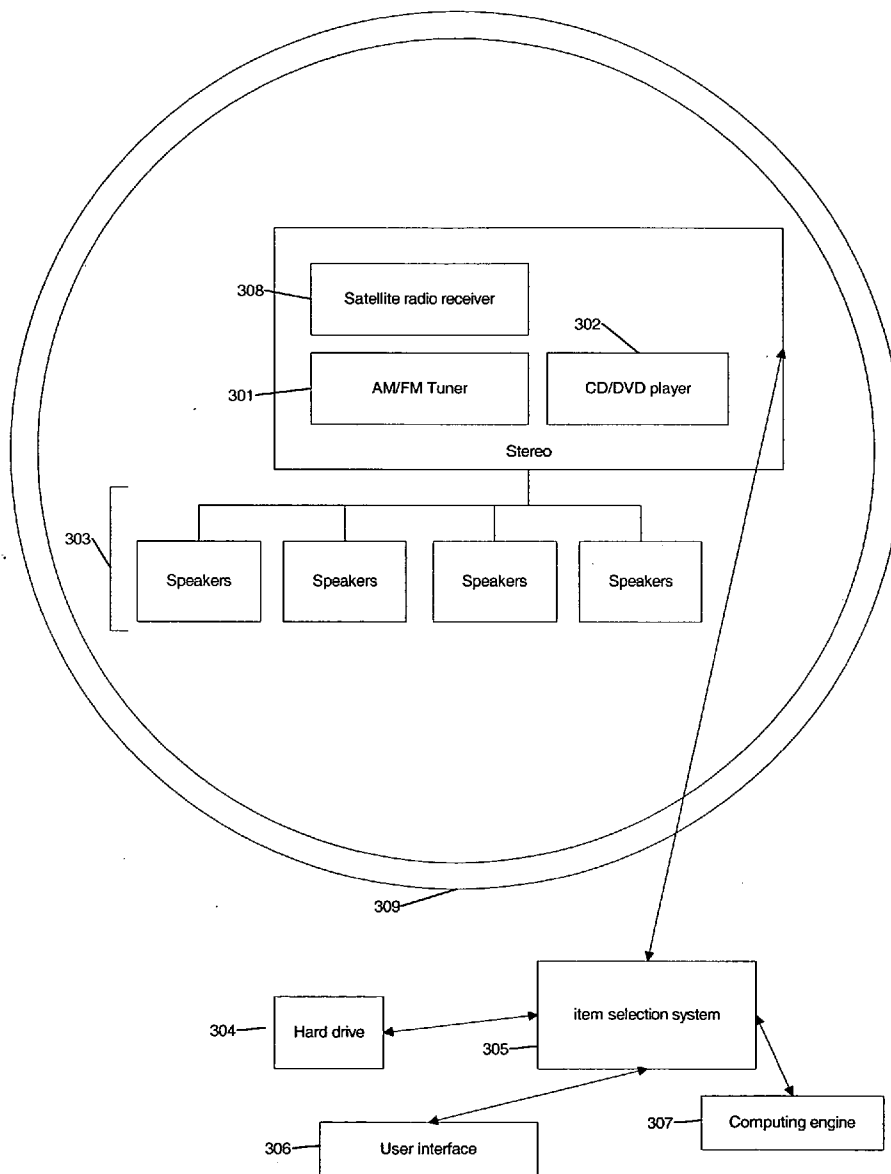 308
Satellite radio receiver
302
301
AM/FM Tuner
CD/DVD player
Stereo
303
Speakers
Speakers
Speakers
Speakers
309
304
Hard drive
item selection system
305
306
User interface
307
Computing engine